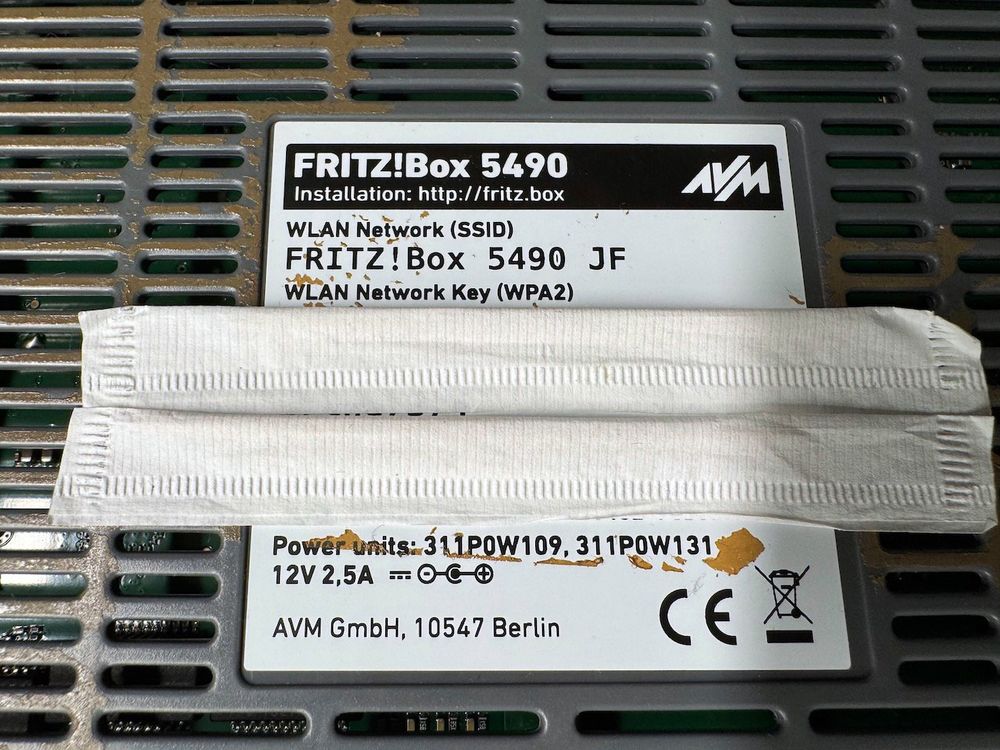 FRITZ!Box 5490
Installation: http://fritz.box
AVM
WLAN Network (SSID)
FRITZ!Box 5490 JF
WLAN Network Key (WPA2)
Power units: 311P0W109, 311P0W131
12V 2,5A
AVM GmbH, 10547 Berlin
CE